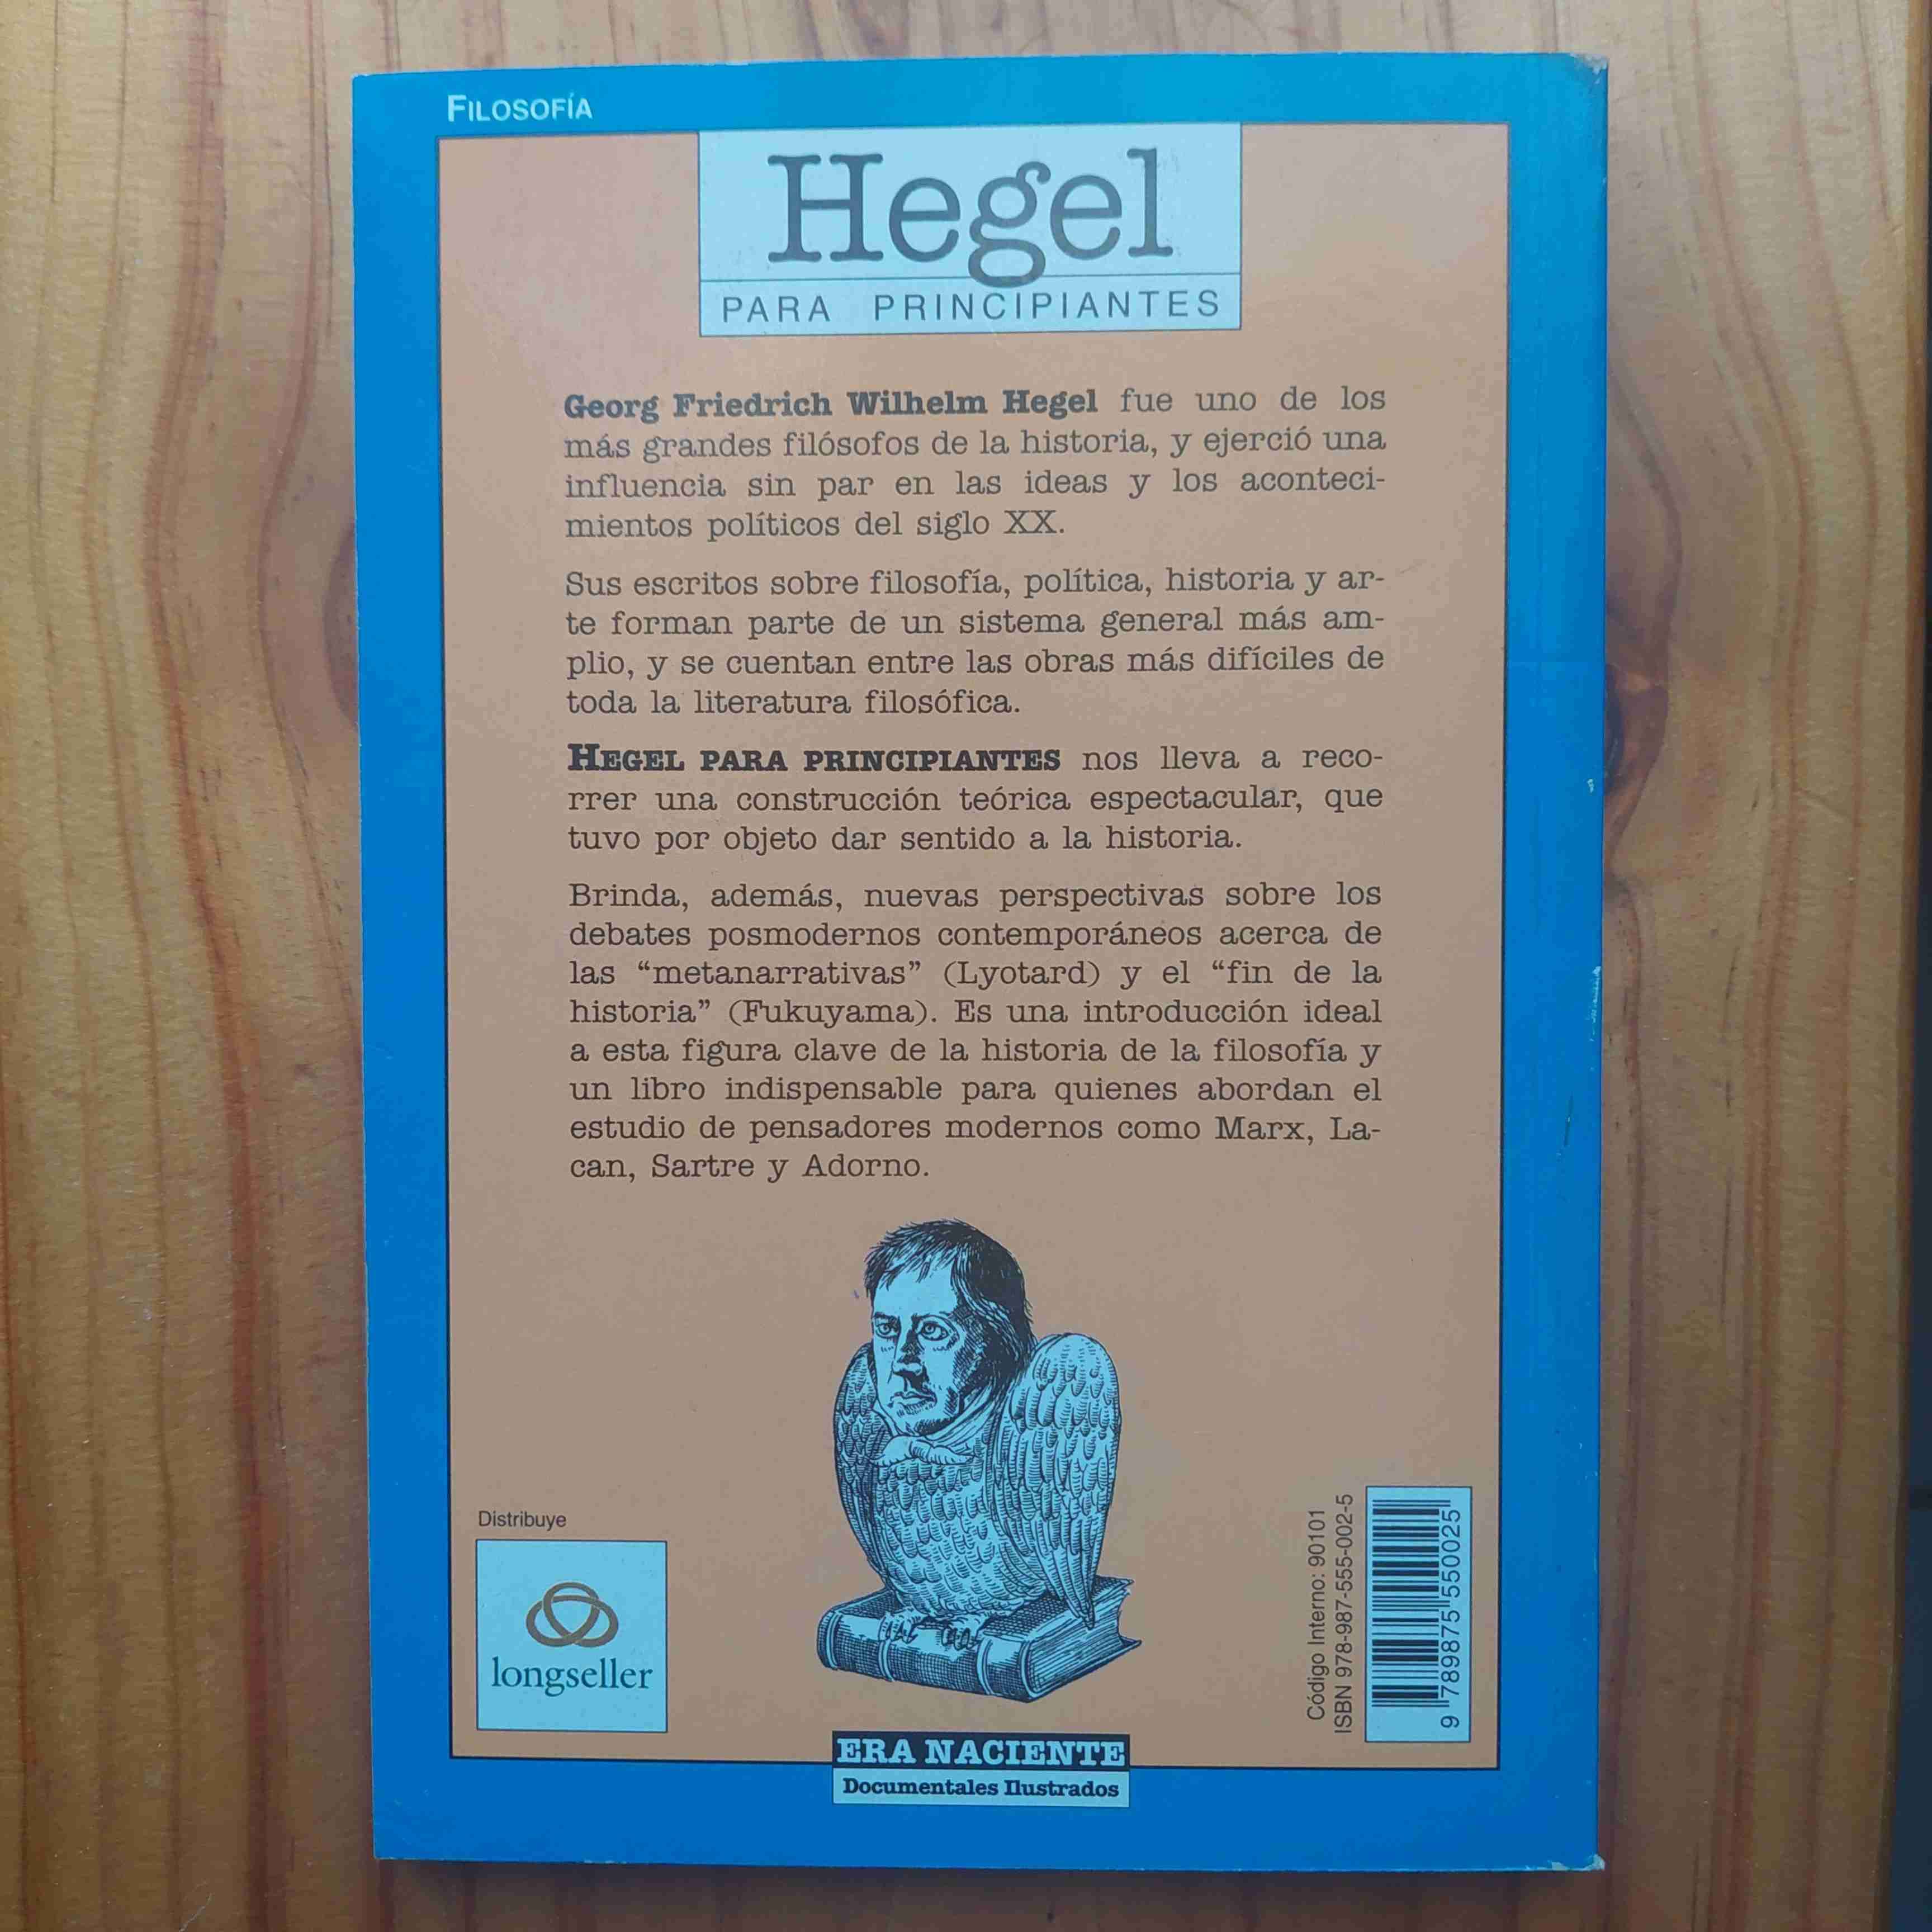 FILOSOFÍA
Hegel
PARA PRINCIPIANTES
Georg Friedrich Wilhelm Hegel fue uno de los
más grandes filósofos de la historia, y ejerció una
influencia sin par en las ideas y los aconteci-
mientos políticos del siglo XX.
Sus escritos sobre filosofía, política, historia y ar-
te forman parte de un sistema general más am-
plio, y se cuentan entre las obras más difíciles de
toda la literatura filosófica.
HEGEL PARA PRINCIPIANTES nos lleva a reco-
rrer una construcción teórica espectacular, que
tuvo por objeto dar sentido a la historia.
Brinda, además, nuevas perspectivas sobre los
debates posmodernos contemporáneos acerca de
las “metanarrativas” (Lyotard) y el “fin de la
historia” (Fukuyama). Es una introducción ideal
a esta figura clave de la historia de la filosofía y
un libro indispensable para quienes abordan el
estudio de pensadores modernos como Marx, La-
can, Sartre y Adorno.
Distribuye
longseller
Código Interno: 90101
ISBN 978-987-555-002-5
9 789875 550025
ERA NACIENTE
Documentales Ilustrados